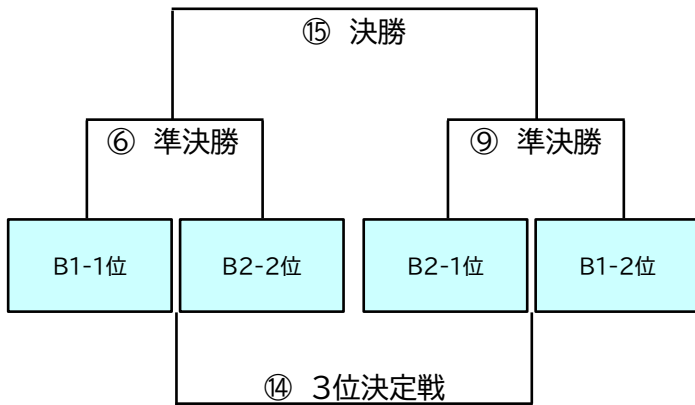 ⑮ 決勝
⑥ 準決勝
⑨ 準決勝
B1-1位
B2-2位
B2-1位
B1-2位
⑭ 3位決定戦